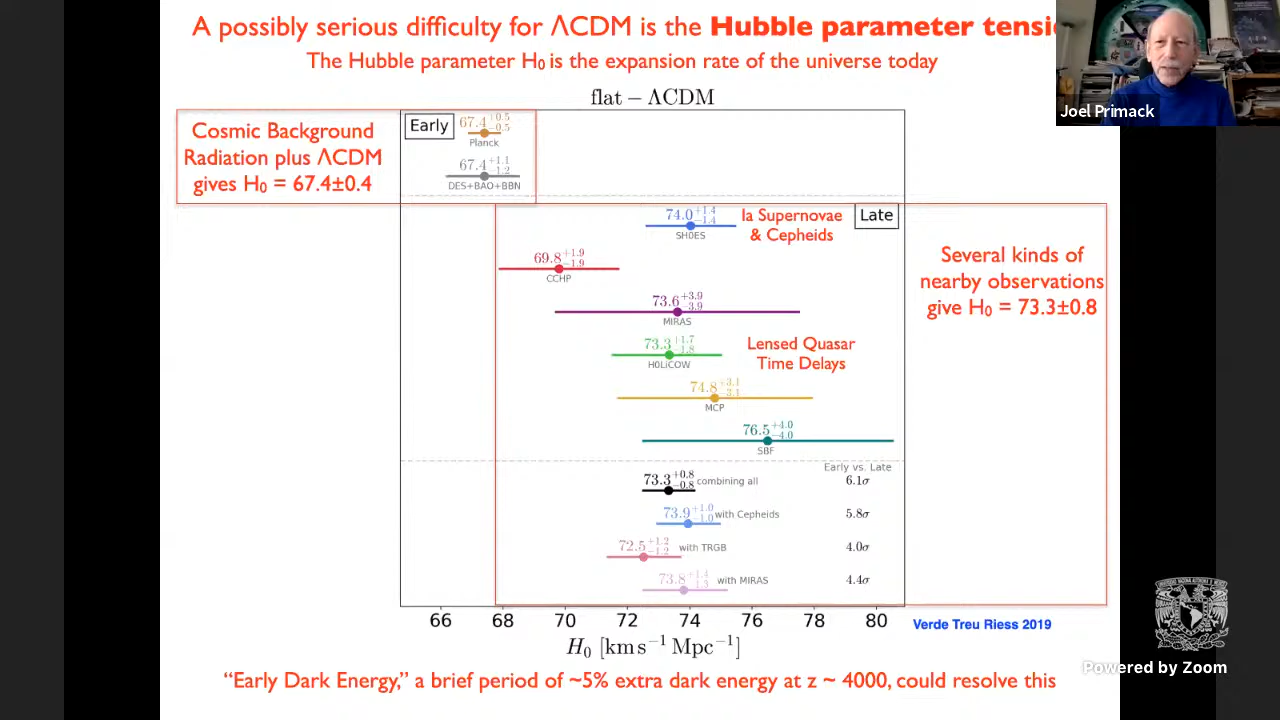 A possibly serious difficulty for ΛCDM is the Hubble parameter tensi
The Hubble parameter H₀ is the expansion rate of the universe today
Joel Primack
flat − ΛCDM
Cosmic Background
Radiation plus ΛCDM
gives H₀ = 67.4±0.4
Early
67.4 +0.5 −0.5
Planck
67.4 +1.1 −1.2
DES+BAO+BBN
74.0 +1.4 −1.4
SH0ES
Ia Supernovae
& Cepheids
Late
69.8 +1.9 −1.9
CCHP
Several kinds of
nearby observations
give H₀ = 73.3±0.8
73.6 +3.9 −3.9
MIRAS
73.3 +1.7 −1.8
H0LiCOW
Lensed Quasar
Time Delays
74.8 +3.1 −3.1
MCP
76.5 +4.0 −4.0
SBF
Early vs. Late
73.3 +0.8 −0.8 combining all 6.1σ
73.9 +1.0 −1.0 with Cepheids 5.8σ
72.5 +1.2 −1.2 with TRGB 4.0σ
73.8 +1.4 −1.3 with MIRAS 4.4σ
66 68 70 72 74 76 78 80
H₀ [km s⁻¹ Mpc⁻¹]
Verde Treu Riess 2019
Powered by Zoom
“Early Dark Energy,” a brief period of ~5% extra dark energy at z ~ 4000, could resolve this